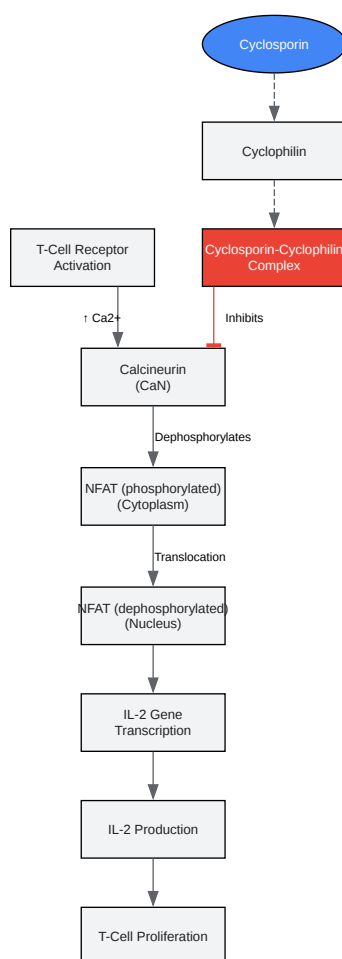 Cyclosporin
Cyclophilin
T-Cell Receptor
Activation
Cyclosporin-Cyclophilin
Complex
↑ Ca2+
Inhibits
Calcineurin
(CaN)
Dephosphorylates
NFAT (phosphorylated)
(Cytoplasm)
Translocation
NFAT (dephosphorylated)
(Nucleus)
IL-2 Gene
Transcription
IL-2 Production
T-Cell Proliferation